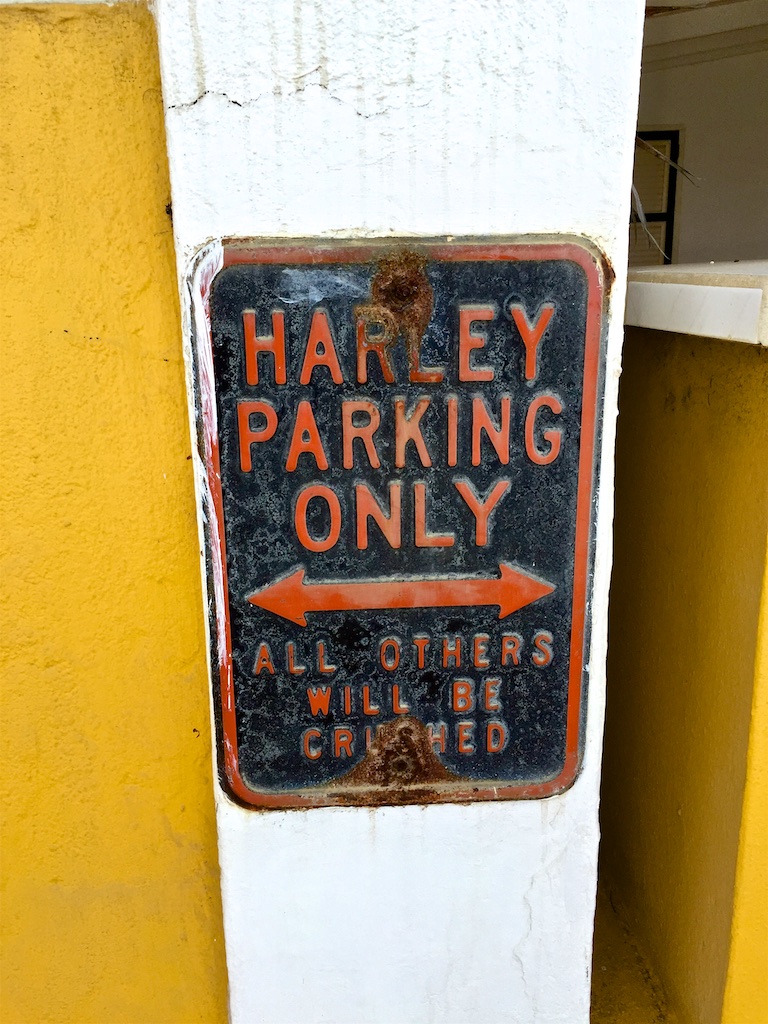 HARLEY
PARKING
ONLY
ALL OTHERS
WILL BE
CRUSHED